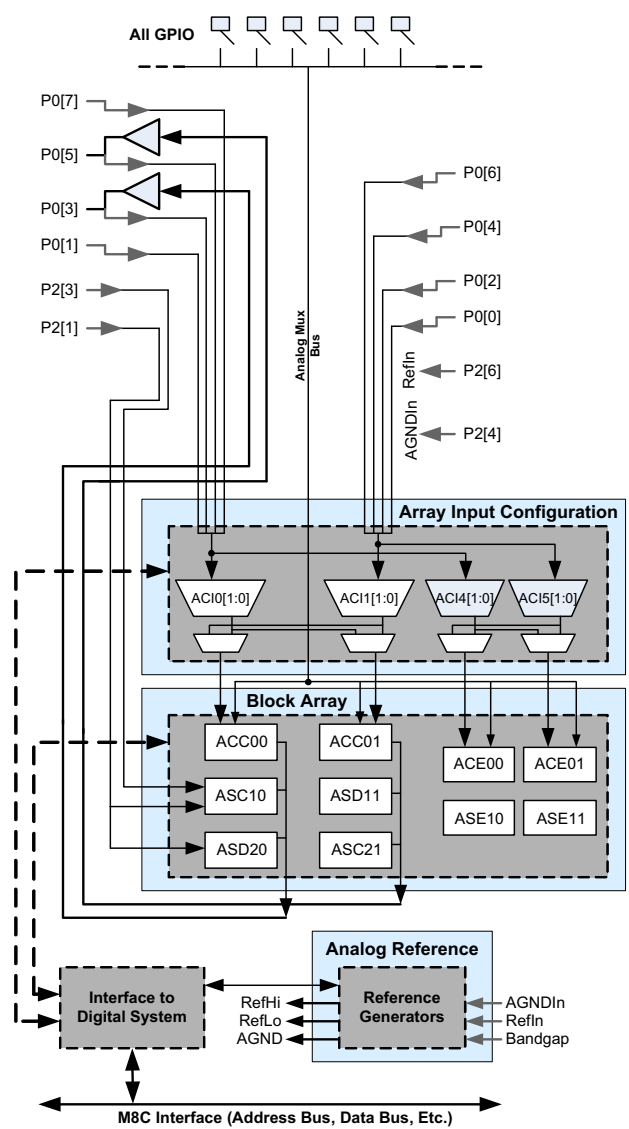 All GPIO
P0[7]
P0[5]
P0[3]
P0[1]
P2[3]
P2[1]
P0[6]
P0[4]
P0[2]
P0[0]
P2[6]
P2[4]
Analog Mux
Bus
RefIn
AGNDIn
Array Input Configuration
ACI0[1:0]
ACI1[1:0]
ACI4[1:0]
ACI5[1:0]
Block Array
ACC00
ACC01
ACE00
ACE01
ASC10
ASD11
ASE10
ASE11
ASD20
ASC21
Analog Reference
Interface to
Digital System
RefHi
RefLo
AGND
Reference
Generators
AGNDIn
RefIn
Bandgap
M8C Interface (Address Bus, Data Bus, Etc.)